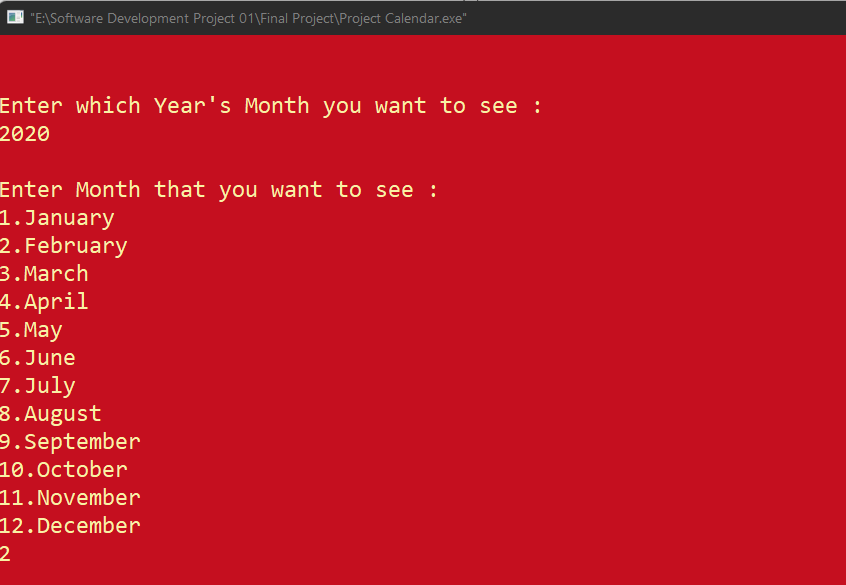 "E:\Software Development Project 01\Final Project\Project Calendar.exe"
Enter which Year's Month you want to see :
2020
Enter Month that you want to see :
1.January
2.February
3.March
4.April
5.May
6.June
7.July
8.August
9.September
10.October
11.November
12.December
2